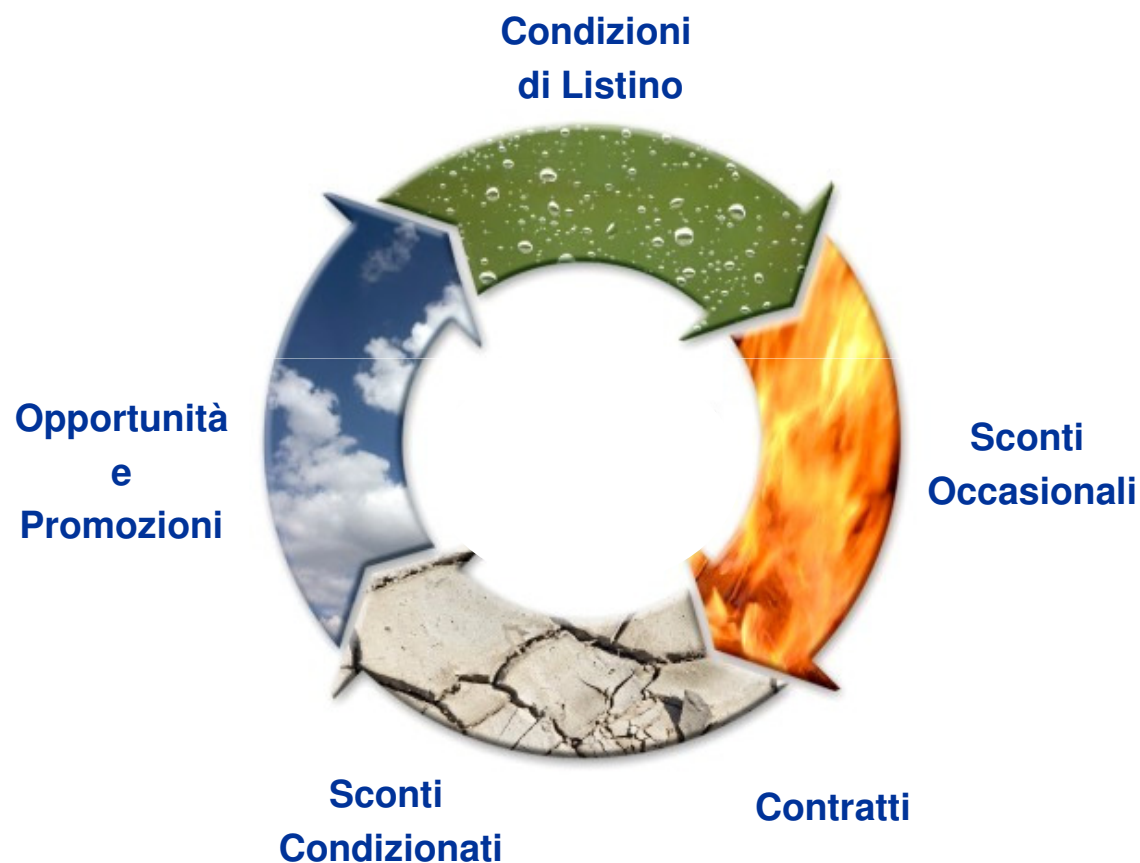 Condizioni
di Listino
Opportunità
e
Promozioni
Sconti
Occasionali
Sconti
Condizionati
Contratti